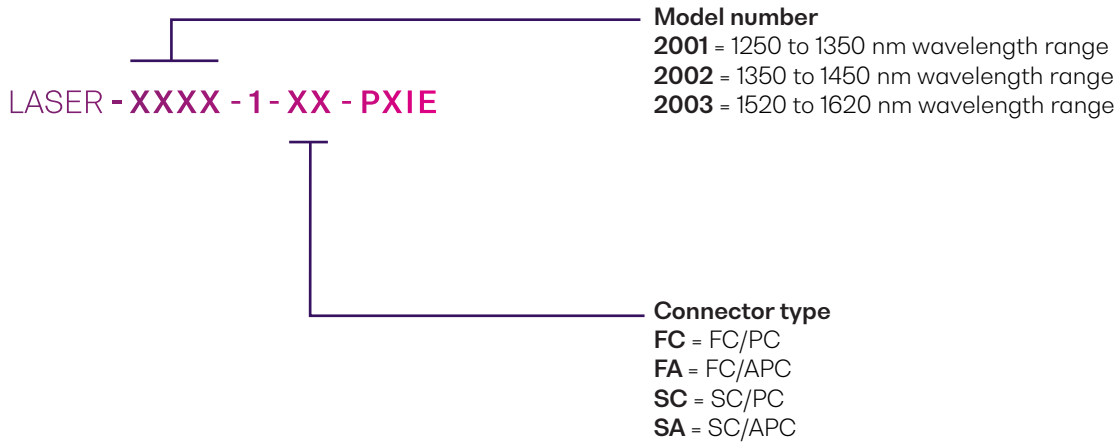 Model number
2001 = 1250 to 1350 nm wavelength range
2002 = 1350 to 1450 nm wavelength range
2003 = 1520 to 1620 nm wavelength range
LASER - XXXX - 1 - XX - PXIE
Connector type
FC = FC/PC
FA = FC/APC
SC = SC/PC
SA = SC/APC